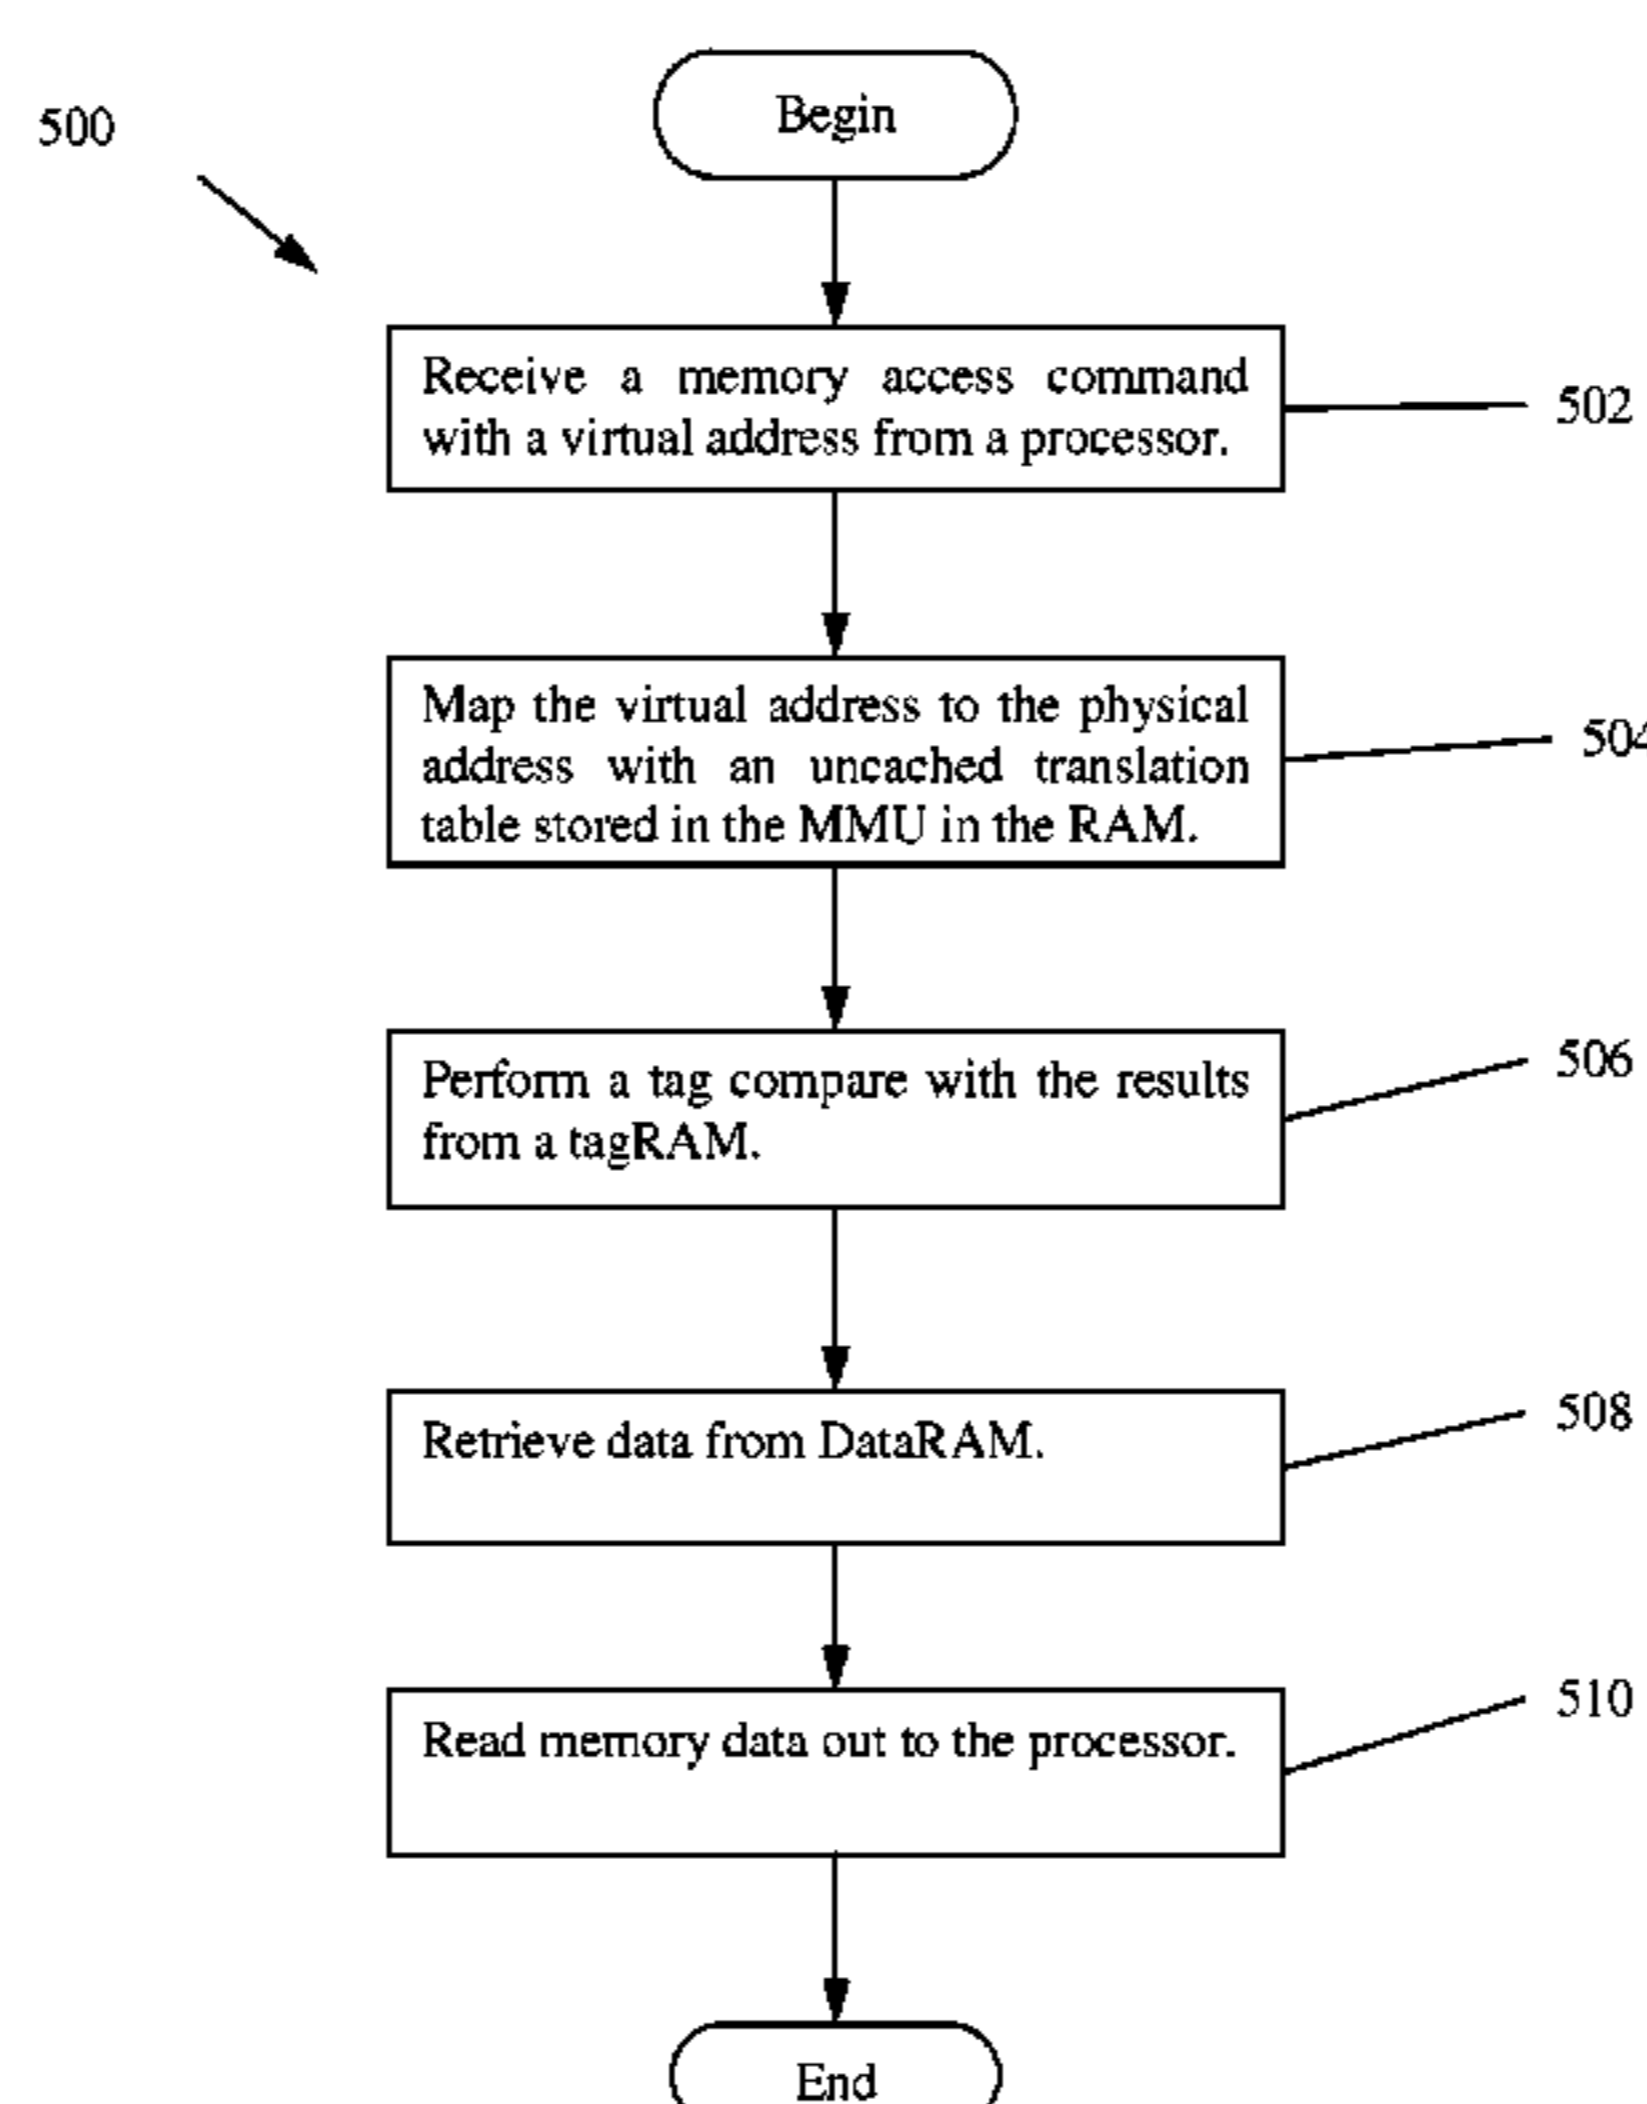 Begin
500
Receive a memory access command
with a virtual address from a processor.
502
Map the virtual address to the physical
address with an uncached translation
table stored in the MMU in the RAM.
504
Perform a tag compare with the results
from a tagRAM.
506
Retrieve data from DataRAM.
508
Read memory data out to the processor.
510
End